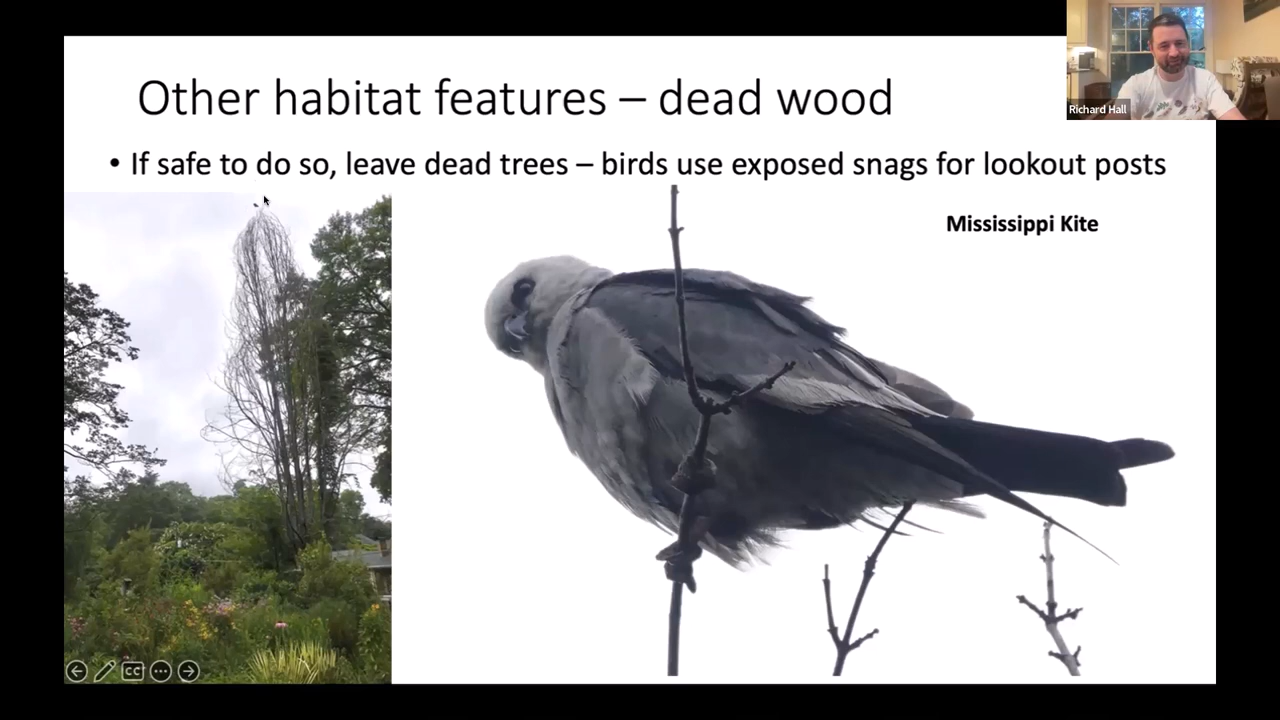 Other habitat features – dead wood
Richard Hall
• If safe to do so, leave dead trees – birds use exposed snags for lookout posts
Mississippi Kite
CC